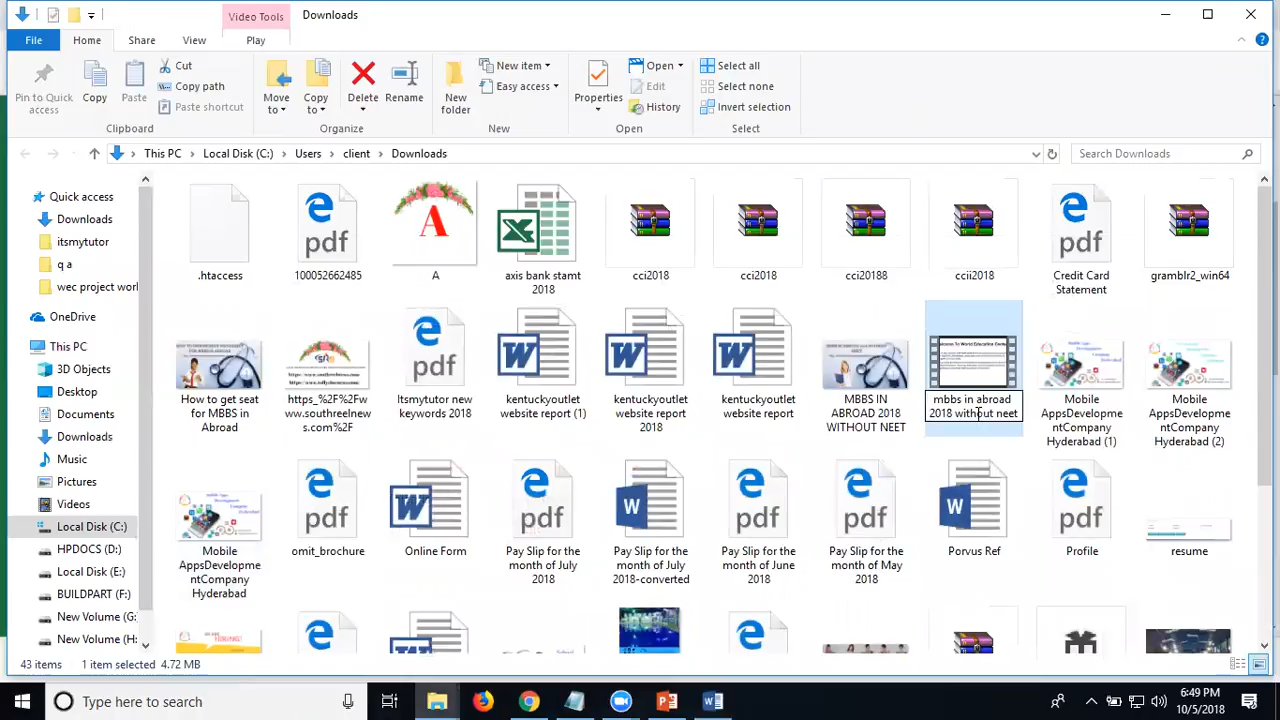 Video Tools
Downloads
File
Home
Share
View
Play
Pin to Quick
access
Copy
Paste
Cut
Copy path
Paste shortcut
Clipboard
Move
to
Copy
to
Delete
Rename
Organize
New
folder
New item
Easy access
New
Properties
Open
Edit
History
Open
Select all
Select none
Invert selection
Select
This PC
Local Disk (C:)
Users
client
Downloads
Search Downloads
Quick access
Downloads
itsmytutor
q a
wec project work
OneDrive
This PC
3D Objects
Desktop
Documents
Downloads
Music
Pictures
Videos
Local Disk (C:)
HPDOCS (D:)
Local Disk (E:)
BUILDPART (F:)
New Volume (G:
New Volume (H:
.htaccess
pdf
100052662485
A
A
axis bank stamt
2018
cci2018
cci2018
cci20188
ccii2018
pdf
Credit Card
Statement
gramblr2_win64
How to get seat
for MBBS in
Abroad
https_%2F%2Fw
ww.southreelnew
s.com%2F
pdf
Itsmytutor new
keywords 2018
kentuckyoutlet
website report (1)
kentuckyoutlet
website report
2018
kentuckyoutlet
website report
MBBS IN
ABROAD 2018
WITHOUT NEET
mbbs in abroad
2018 without neet
Mobile
AppsDevelopme
ntCompany
Hyderabad (1)
Mobile
AppsDevelopme
ntCompany
Hyderabad (2)
Mobile
AppsDevelopme
ntCompany
Hyderabad
pdf
omit_brochure
Online Form
pdf
Pay Slip for the
month of July
2018
Pay Slip for the
month of July
2018-converted
pdf
Pay Slip for the
month of June
2018
pdf
Pay Slip for the
month of May
2018
Porvus Ref
pdf
Profile
resume
43 items
1 item selected 4.72 MB
Type here to search
6:49 PM
10/5/2018